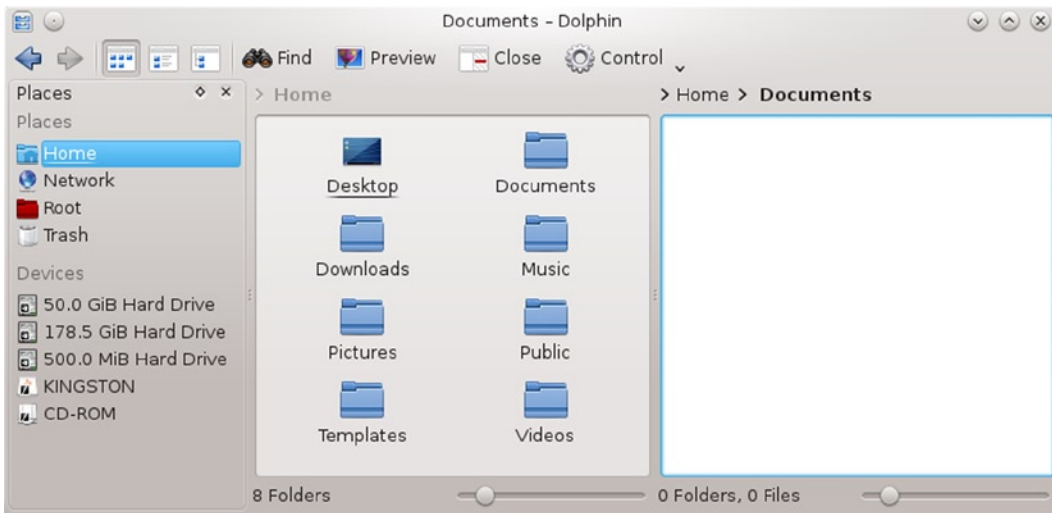 Documents – Dolphin
Find Preview Close Control
Places
> Home
> Home > Documents
Places
Home
Network
Root
Trash
Devices
50.0 GiB Hard Drive
178.5 GiB Hard Drive
500.0 MiB Hard Drive
KINGSTON
CD-ROM
Desktop Documents
Downloads Music
Pictures Public
Templates Videos
8 Folders
0 Folders, 0 Files